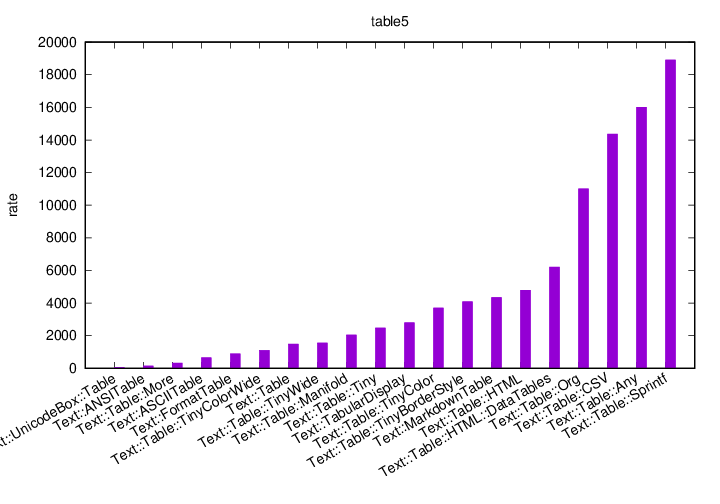 table5
20000
18000
16000
14000
12000
10000
8000
6000
4000
2000
0
rate
t::UnicodeBox::Table
Text::ANSITable
Text::Table::More
Text::ASCIITable
Text::FormatTable
Text::Table::TinyColorWide
Text::Table
Text::Table::TinyWide
Text::Table::Manifold
Text::Table::Tiny
Text::TabularDisplay
Text::Table::TinyColor
Text::Table::TinyBorderStyle
Text::MarkdownTable
Text::Table::HTML
Text::Table::HTML::DataTables
Text::Table::Org
Text::Table::CSV
Text::Table::Any
Text::Table::Sprintf